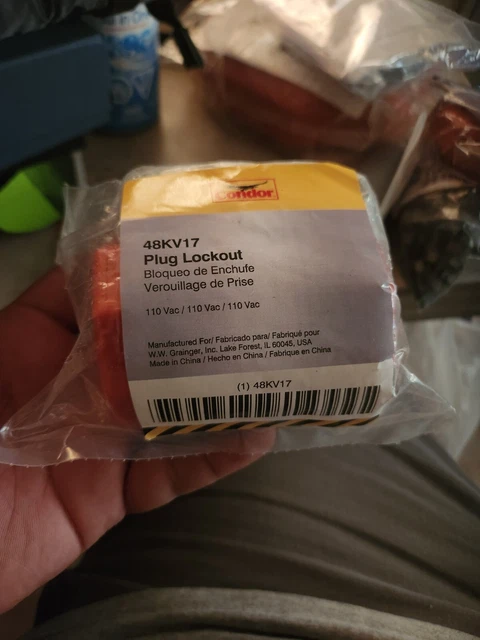 condor
48KV17
Plug Lockout
Bloqueo de Enchufe
Verouillage de Prise
110 Vac / 110 Vac / 110 Vac
Manufactured For/ Fabricado para/ Fabriqué pour
W.W. Grainger, Inc. Lake Forest, IL 60045, USA
Made in China / Hecho en China / Fabrique en China
(1) 48KV17